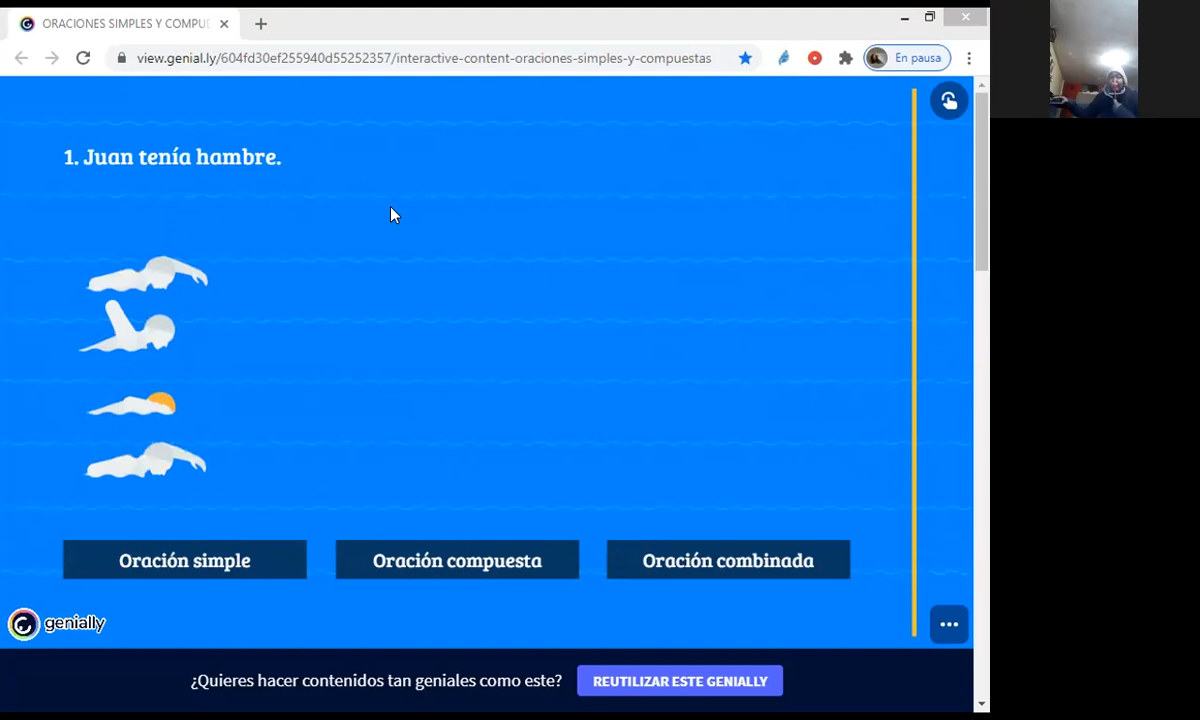 ORACIONES SIMPLES Y COMPU
view.genial.ly/604fd30ef255940d55252357/interactive-content-oraciones-simples-y-compuestas
En pausa
1. Juan tenía hambre.
Oración simple
Oración compuesta
Oración combinada
genially
¿Quieres hacer contenidos tan geniales como este?
REUTILIZAR ESTE GENIALLY